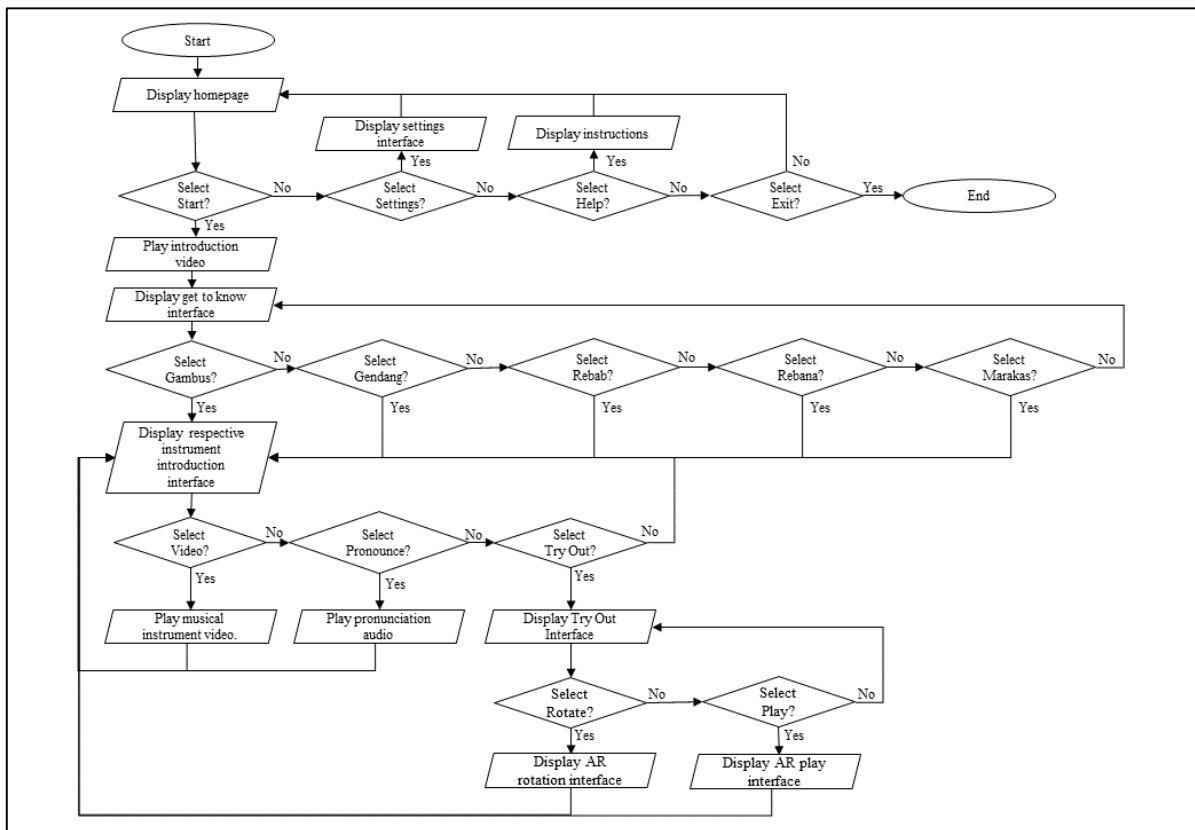 Start
Display homepage
Display settings
interface
Display instructions
Yes
Yes
No
Select
Start?
No
Select
Settings?
No
Select
Help?
No
Select
Exit?
Yes
End
Yes
Play introduction
video
Display get to know
interface
Select
Gambus?
No
Select
Gendang?
No
Select
Rebab?
No
Select
Rebana?
No
Select
Marakas?
No
Yes
Yes
Yes
Yes
Yes
Display respective
instrument
introduction
interface
Select
Video?
No
Select
Pronounce?
No
Select
Try Out?
No
Yes
Yes
Yes
Play musical
instrument video.
Play pronunciation
audio
Display Try Out
Interface
Select
Rotate?
No
Select
Play?
No
Yes
Yes
Display AR
rotation interface
Display AR play
interface